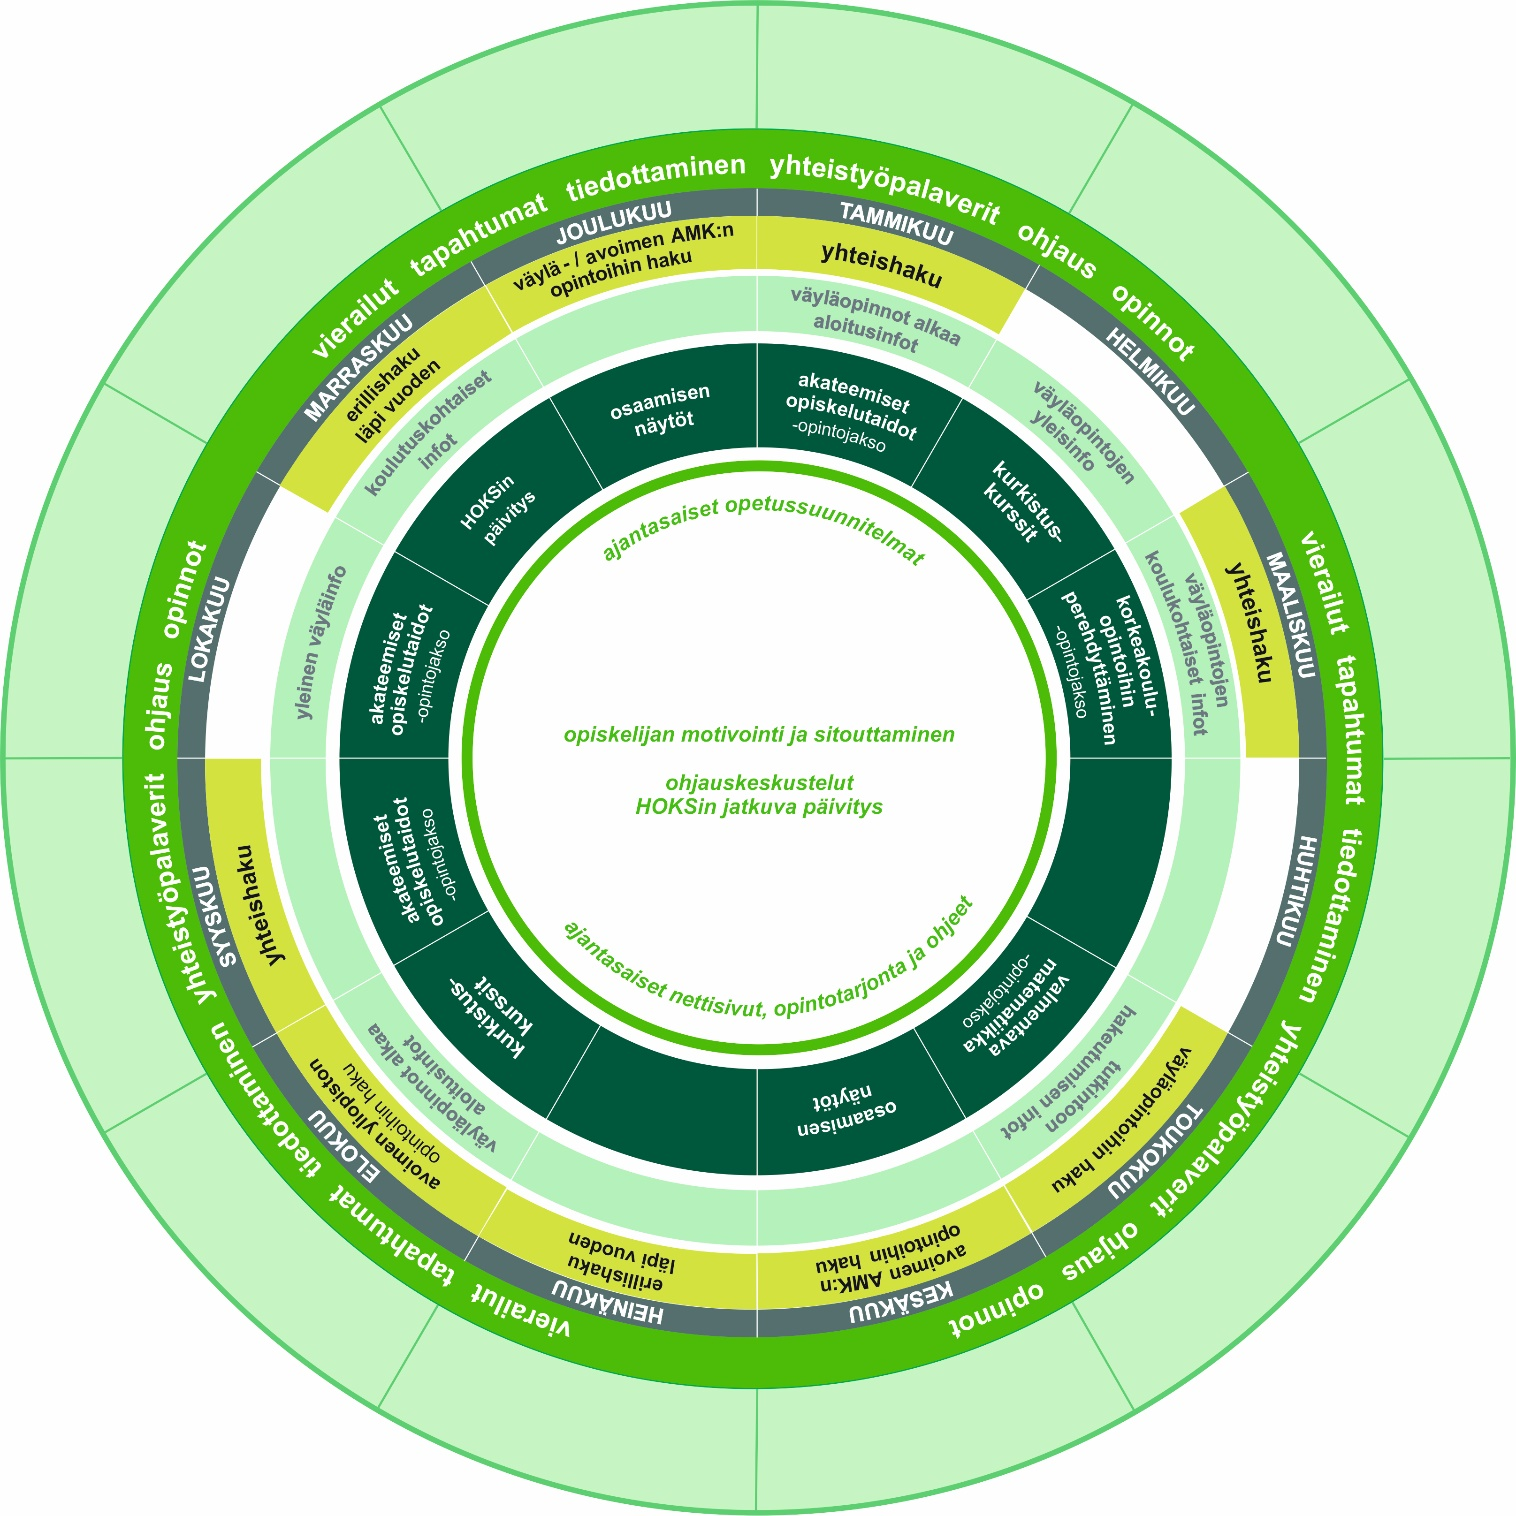 vierailut tapahtumat tiedottaminen yhteistyöpalaverit ohjaus opinnot
vierailut tapahtumat tiedottaminen yhteistyöpalaverit ohjaus opinnot
vierailut tapahtumat tiedottaminen yhteistyöpalaverit ohjaus opinnot
TAMMIKUU
yhteishaku
väyläopinnot alkaa
aloitusinfot
akateemiset
opiskelutaidot
-opintojakso
HELMIKUU
väyläopintojen
yleisinfo
kurkistus-
kurssit
MAALISKUU
yhteishaku
väyläopintojen
koulukohtaiset infot
korkeakoulu-
opintoihin
perehdyttäminen
-opintojakso
HUHTIKUU
TOUKOKUU
väyläopintoihin haku
hakeutumisen infot
tutkintoon
valmentava
matematiikka
-opintojakso
KESÄKUU
avoimen AMK:n
opintoihin haku
osaamisen
näytöt
HEINÄKUU
erillishaku
läpi vuoden
ELOKUU
avoimen yliopiston
opintoihin haku
väyläopinnot alkaa
aloitusinfot
kurkistus-
kurssit
SYYSKUU
yhteishaku
akateemiset
opiskelutaidot
-opintojakso
LOKAKUU
yleinen väyläinfo
akateemiset
opiskelutaidot
-opintojakso
MARRASKUU
erillishaku
läpi vuoden
koulutuskohtaiset
infot
HOKSin
päivitys
JOULUKUU
väylä - / avoimen AMK:n
opintoihin haku
osaamisen
näytöt
ajantasaiset opetussuunnitelmat
opiskelijan motivointi ja sitouttaminen
ohjauskeskustelut
HOKSin jatkuva päivitys
ajantasaiset nettisivut, opintotarjonta ja ohjeet